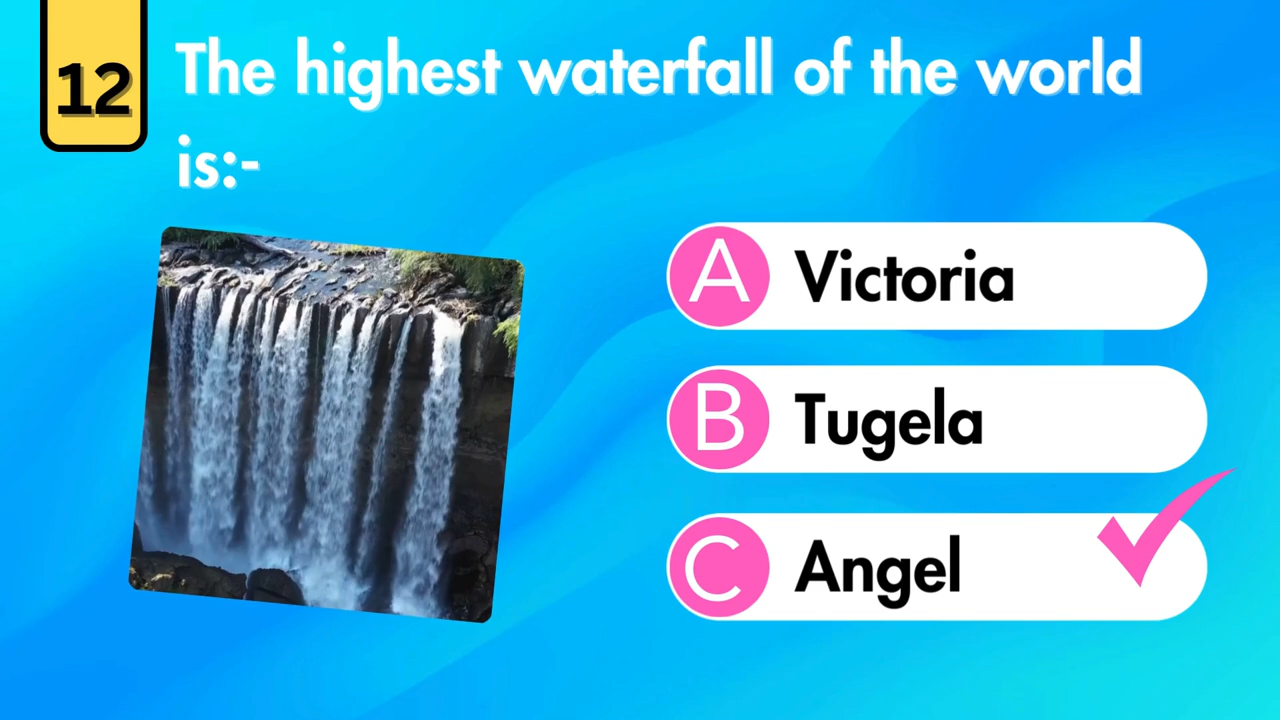 12
The highest waterfall of the world
is:-
A Victoria
B Tugela
C Angel